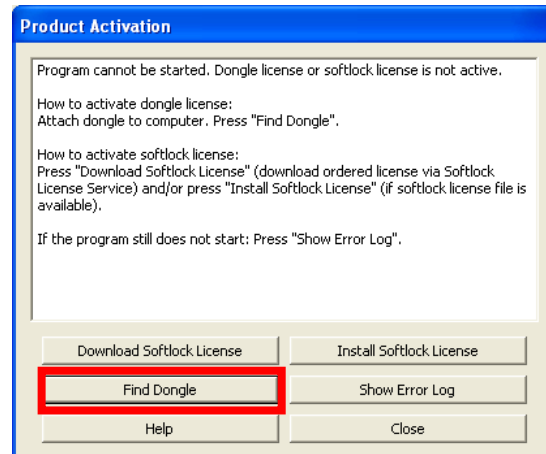 Product Activation
Program cannot be started. Dongle license or softlock license is not active.
How to activate dongle license:
Attach dongle to computer. Press "Find Dongle".
How to activate softlock license:
Press "Download Softlock License" (download ordered license via Softlock
License Service) and/or press "Install Softlock License" (if softlock license file is
available).
If the program still does not start: Press "Show Error Log".
Download Softlock License
Install Softlock License
Find Dongle
Show Error Log
Help
Close